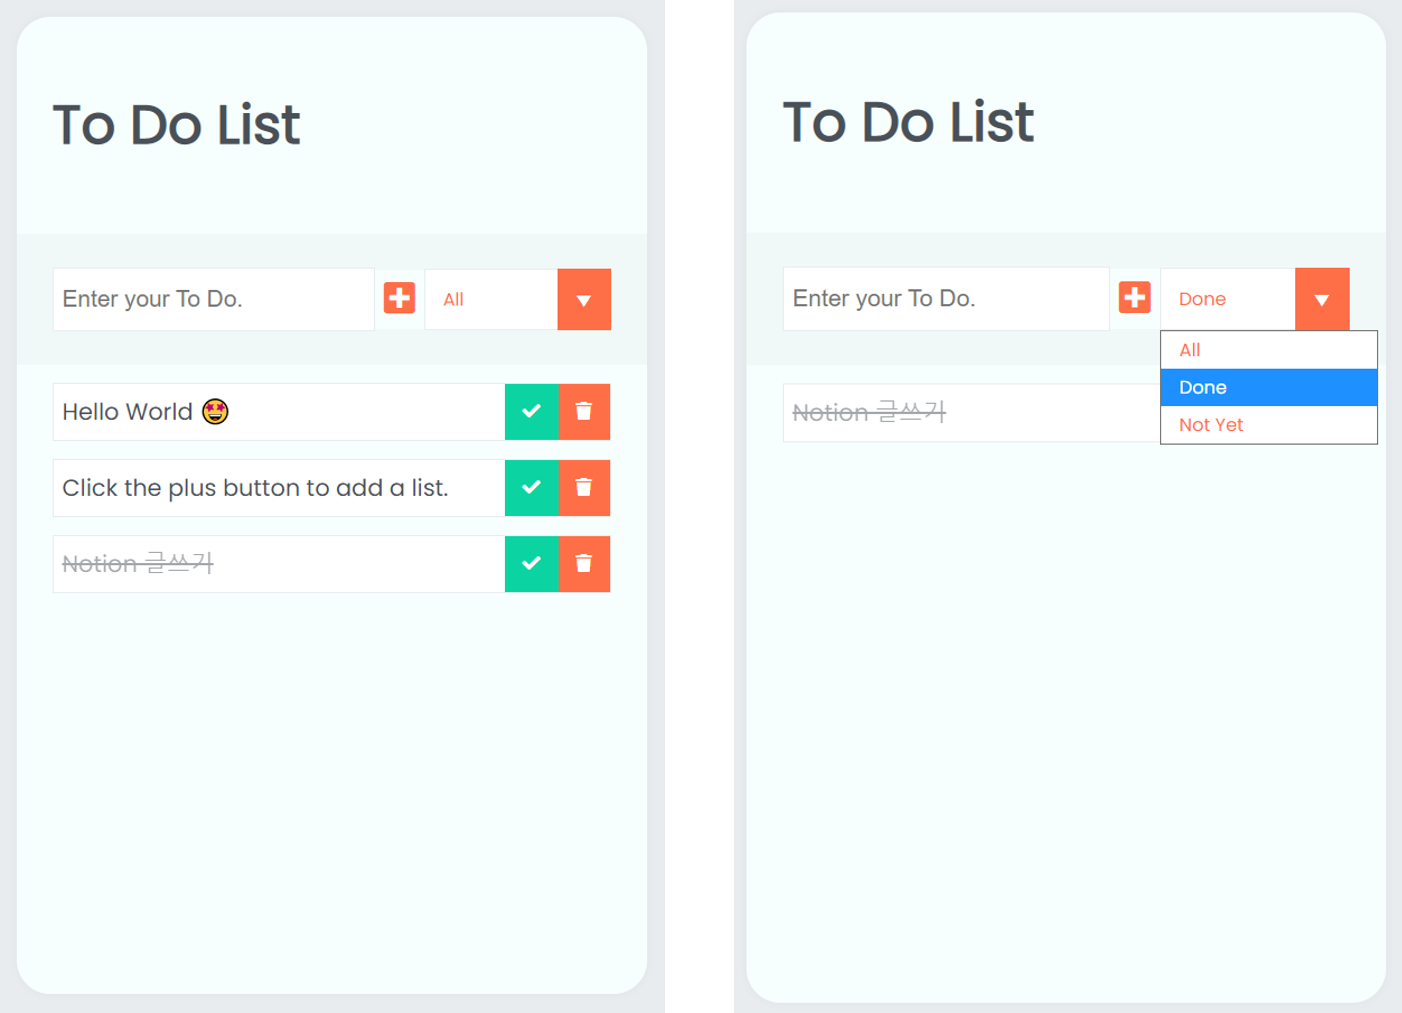 To Do List
Enter your To Do.
All
Hello World 🤩
Click the plus button to add a list.
Notion 글쓰기
To Do List
Enter your To Do.
Done
All
Done
Not Yet
Notion 글쓰기